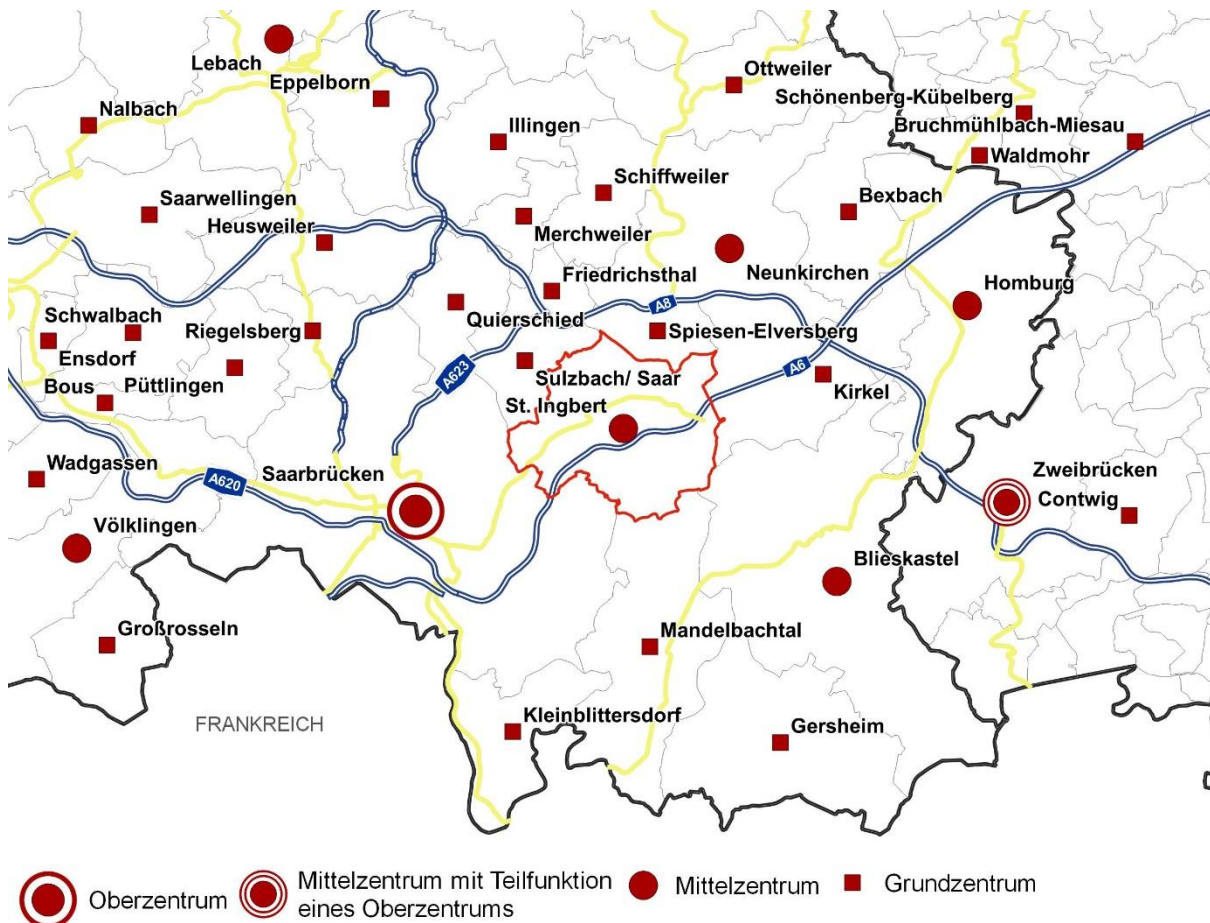 Lebach
Eppelborn
Ottweiler
Schönenberg-Kübelberg
Nalbach
Illingen
Bruchmühlbach-Miesau
Waldmohr
Schiffweiler
Saarwellingen
Bexbach
Heusweiler
Merchweiler
Friedrichsthal
Neunkirchen
Homburg
A8
Schwalbach
Riegelsberg
Quierschied
Spiesen-Elversberg
Ensdorf
A623
A6
Bous
Püttlingen
Sulzbach/ Saar
Kirkel
St. Ingbert
Wadgassen
A620
Saarbrücken
Zweibrücken
Contwig
Völklingen
Blieskastel
Großrosseln
Mandelbachtal
FRANKREICH
Kleinblittersdorf
Gersheim
Oberzentrum
Mittelzentrum mit Teilfunktion
eines Oberzentrums
Mittelzentrum
Grundzentrum